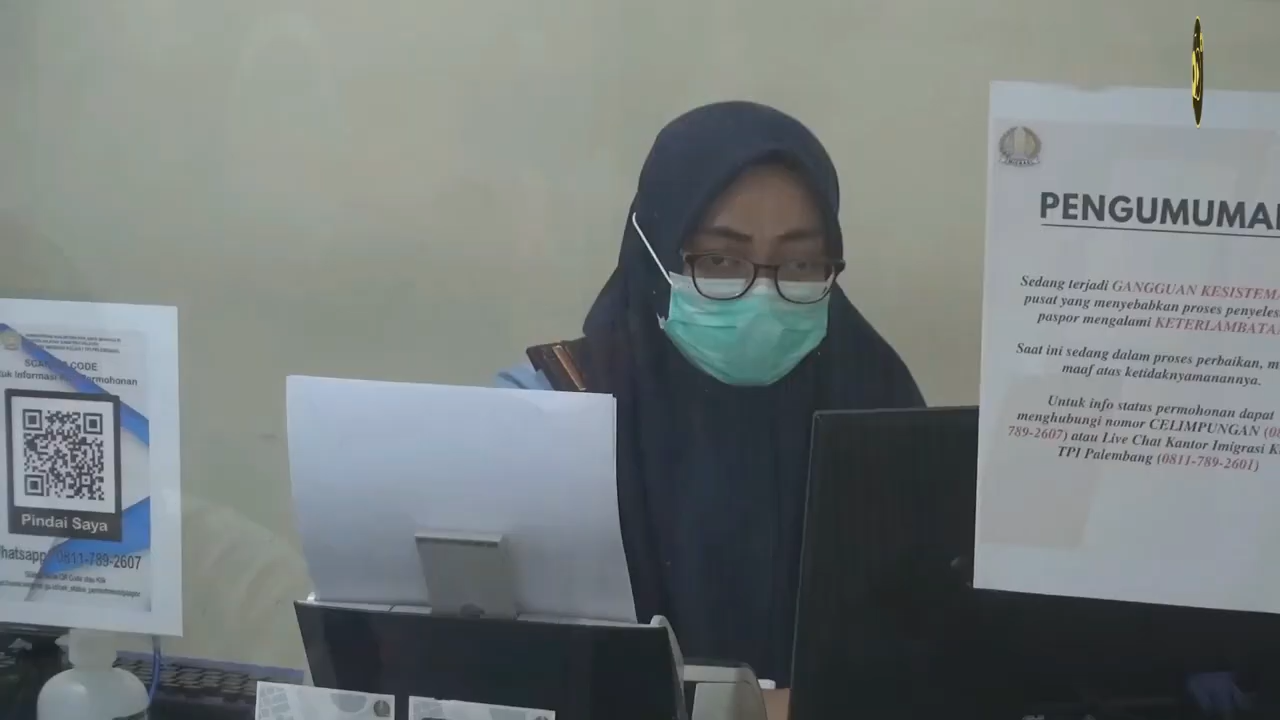 SCAN QR CODE
tuk Informasi
Permohonan
Pindai Saya
hatsapp 0811-789-2607
PENGUMUMAN
Sedang terjadi GANGGUAN KESISTEMA
pusat yang menyebabkan proses penyeles
paspor mengalami KETERLAMBATA
Saat ini sedang dalam proses perbaikan, m
maaf atas ketidaknyamanannya.
Untuk info status permohonan dapat
menghubungi nomor CELIMPUNGAN (08
789-2607) atau Live Chat Kantor Imigrasi K
TPI Palembang (0811-789-2601)